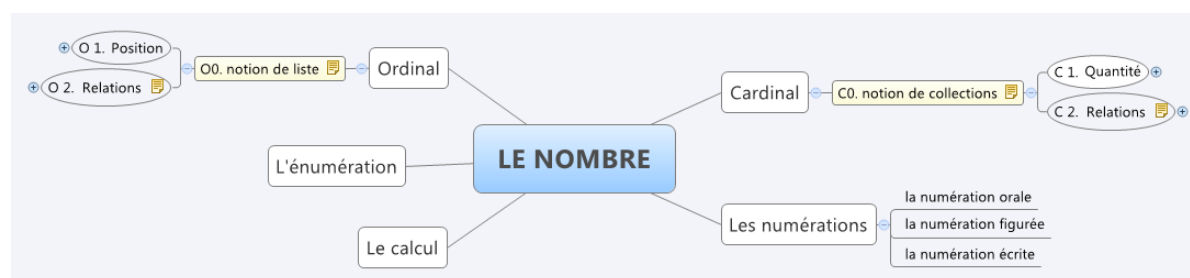 LE NOMBRE
Ordinal
O0. notion de liste
O 1. Position
O 2. Relations
L'énumération
Le calcul
Cardinal
C0. notion de collections
C 1. Quantité
C 2. Relations
Les numérations
la numération orale
la numération figurée
la numération écrite